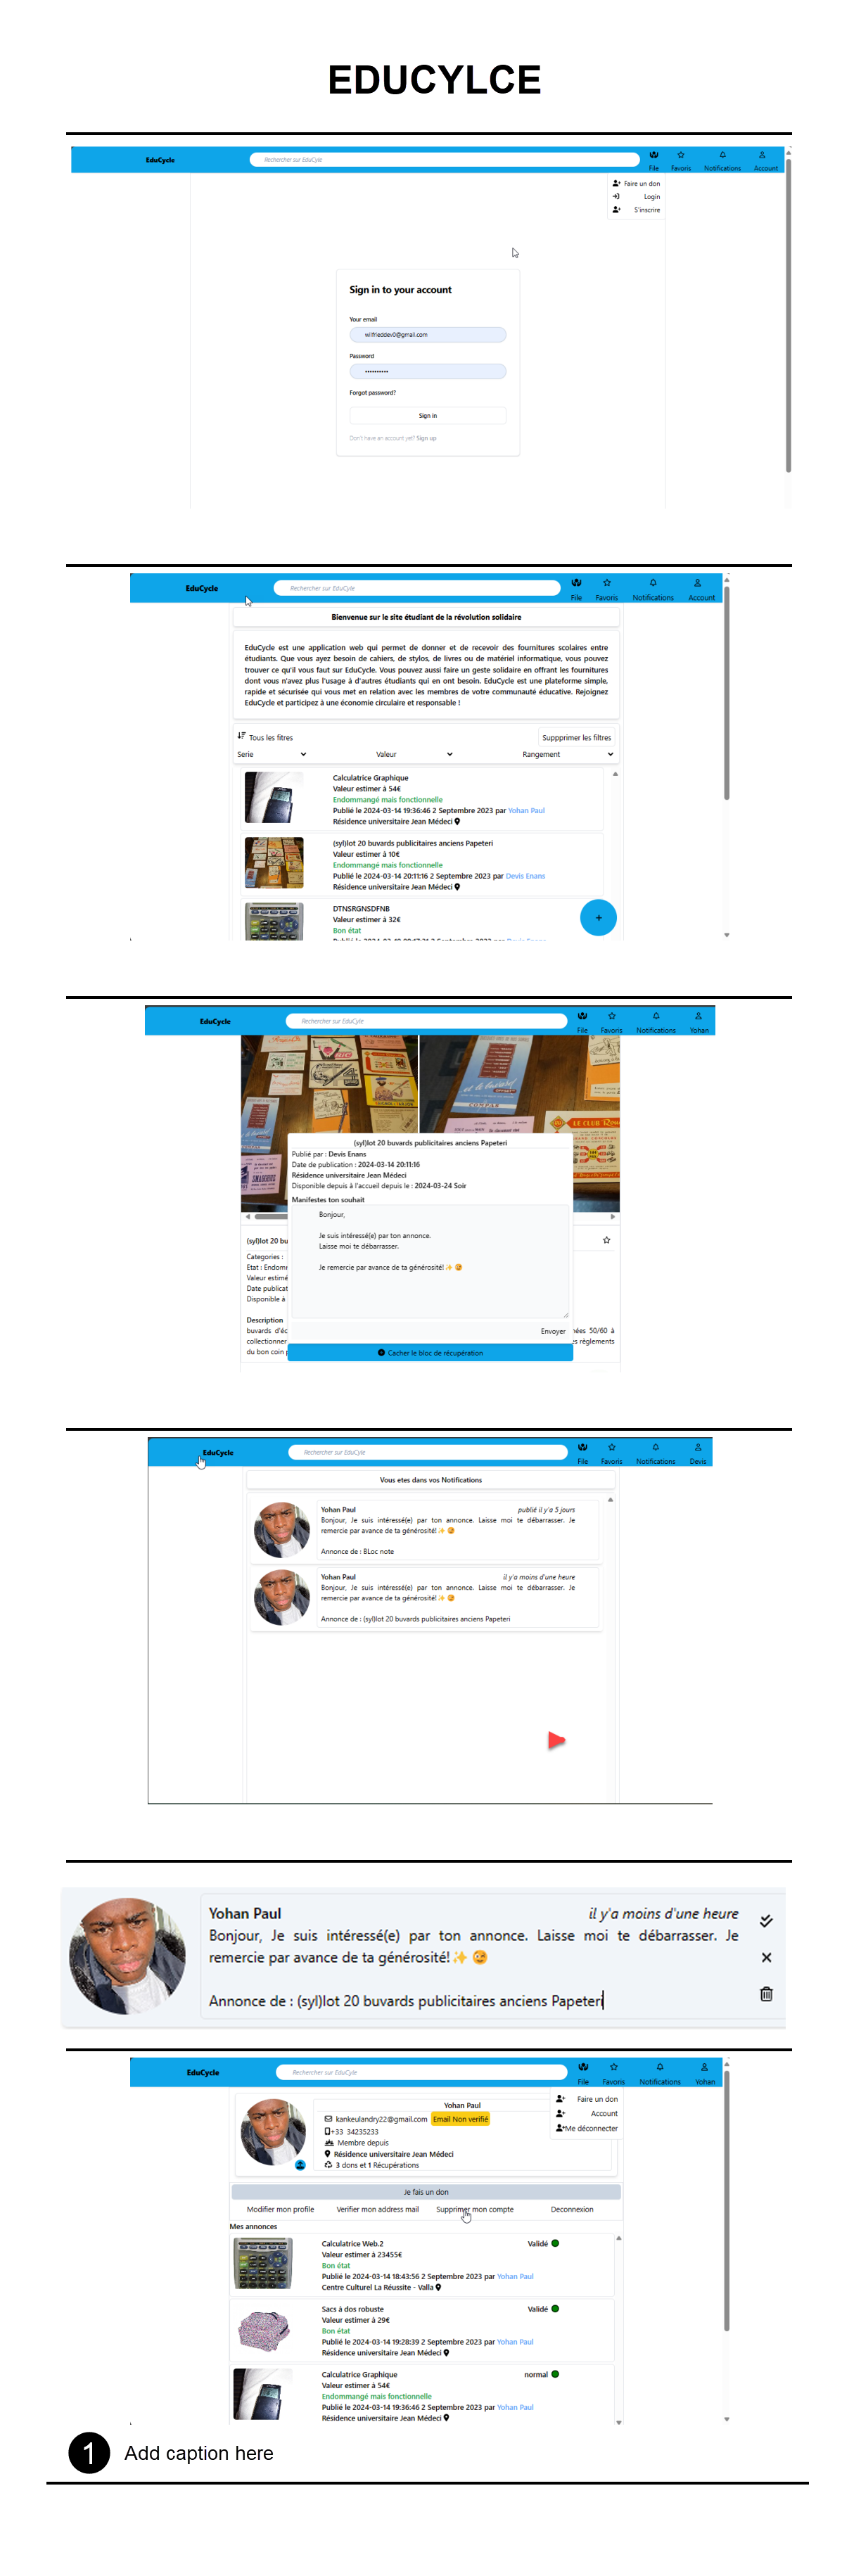 EDUCYLCE
EduCycle
Rechercher sur EduCyle
File
Favoris
Notifications
Account
Faire un don
Login
S'inscrire
Sign in to your account
Your email
wilfrieddev0@gmail.com
Password
••••••••••
Forgot password?
Sign in
Don't have an account yet? Sign up
EduCycle
Rechercher sur EduCyle
File
Favoris
Notifications
Account
Bienvenue sur le site étudiant de la révolution solidaire
EduCycle est une application web qui permet de donner et de recevoir des fournitures scolaires entre
étudiants. Que vous ayez besoin de cahiers, de stylos, de livres ou de matériel informatique, vous pouvez
trouver ce qu'il vous faut sur EduCycle. Vous pouvez aussi faire un geste solidaire en offrant les fournitures
dont vous n'avez plus l'usage à d'autres étudiants qui en ont besoin. EduCycle est une plateforme simple,
rapide et sécurisée qui vous met en relation avec les membres de votre communauté éducative. Rejoignez
EduCycle et participez à une économie circulaire et responsable !
Tous les fitres
Suppprimer les filtres
Serie
Valeur
Rangement
Calculatrice Graphique
Valeur estimer à 54€
Endommangé mais fonctionnelle
Publié le 2024-03-14 19:36:46 2 Septembre 2023 par Yohan Paul
Résidence universitaire Jean Médeci
(syl)lot 20 buvards publicitaires anciens Papeteri
Valeur estimer à 10€
Endommangé mais fonctionnelle
Publié le 2024-03-14 20:11:16 2 Septembre 2023 par Devis Enans
Résidence universitaire Jean Médeci
DTNSRGNSDFNB
Valeur estimer à 32€
Bon état
+
EduCycle
Rechercher sur EduCyle
File
Favoris
Notifications
Yohan
LE CLUB
(syl)lot 20 buvards publicitaires anciens Papeteri
Publié par : Devis Enans
Date de publication : 2024-03-14 20:11:16
Résidence universitaire Jean Médeci
Disponible depuis à l'accueil depuis le : 2024-03-24 Soir
Manifestes ton souhait
Bonjour,
Je suis intéressé(e) par ton annonce.
Laisse moi te débarrasser.
Je remercie par avance de ta générosité!✨😉
Envoyer
Cacher le bloc de récupération
(syl)lot 20 bu
Categories :
Etat : Endomr
Valeur estimé
Date publicat
Disponible à
Description
buvards d'éc
nées 50/60 à
collectionner
us règlements
du bon coin p
EduCycle
Rechercher sur EduCyle
File
Favoris
Notifications
Devis
Vous etes dans vos Notifications
Yohan Paul
publié il y'a 5 jours
Bonjour, Je suis intéressé(e) par ton annonce. Laisse moi te débarrasser. Je
remercie par avance de ta générosité!✨😉
Annonce de : BLoc note
Yohan Paul
il y'a moins d'une heure
Bonjour, Je suis intéressé(e) par ton annonce. Laisse moi te débarrasser. Je
remercie par avance de ta générosité!✨😉
Annonce de : (syl)lot 20 buvards publicitaires anciens Papeteri
Yohan Paul
il y'a moins d'une heure
Bonjour, Je suis intéressé(e) par ton annonce. Laisse moi te débarrasser. Je
remercie par avance de ta générosité!✨😉
Annonce de : (syl)lot 20 buvards publicitaires anciens Papeteri
EduCycle
Rechercher sur EduCyle
File
Favoris
Notifications
Yohan
Faire un don
Account
Me déconnecter
Yohan Paul
kankeulandry22@gmail.com Email Non verifié
+33 34235233
Membre depuis
Résidence universitaire Jean Médeci
3 dons et 1 Récupérations
Je fais un don
Modifier mon profile
Verifier mon address mail
Supprimer mon compte
Deconnexion
Mes annonces
Calculatrice Web.2
Validé
Valeur estimer à 23455€
Bon état
Publié le 2024-03-14 18:43:56 2 Septembre 2023 par Yohan Paul
Centre Culturel La Réussite - Valla
Sacs à dos robuste
Validé
Valeur estimer à 29€
Bon état
Publié le 2024-03-14 19:28:39 2 Septembre 2023 par Yohan Paul
Résidence universitaire Jean Médeci
Calculatrice Graphique
normal
Valeur estimer à 54€
Endommangé mais fonctionnelle
Publié le 2024-03-14 19:36:46 2 Septembre 2023 par Yohan Paul
Résidence universitaire Jean Médeci
1 Add caption here